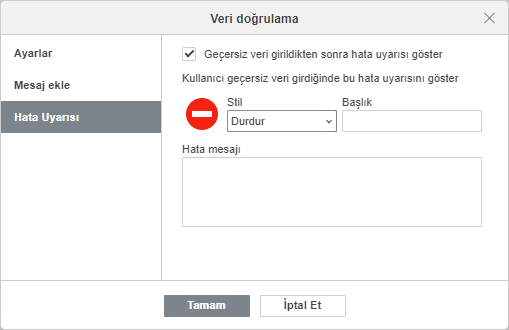 Veri doğrulama
Ayarlar
Mesaj ekle
Hata Uyarısı
Geçersiz veri girildikten sonra hata uyarısı göster
Kullanıcı geçersiz veri girdiğinde bu hata uyarısını göster
Stil
Başlık
Durdur
Hata mesajı
Tamam
İptal Et